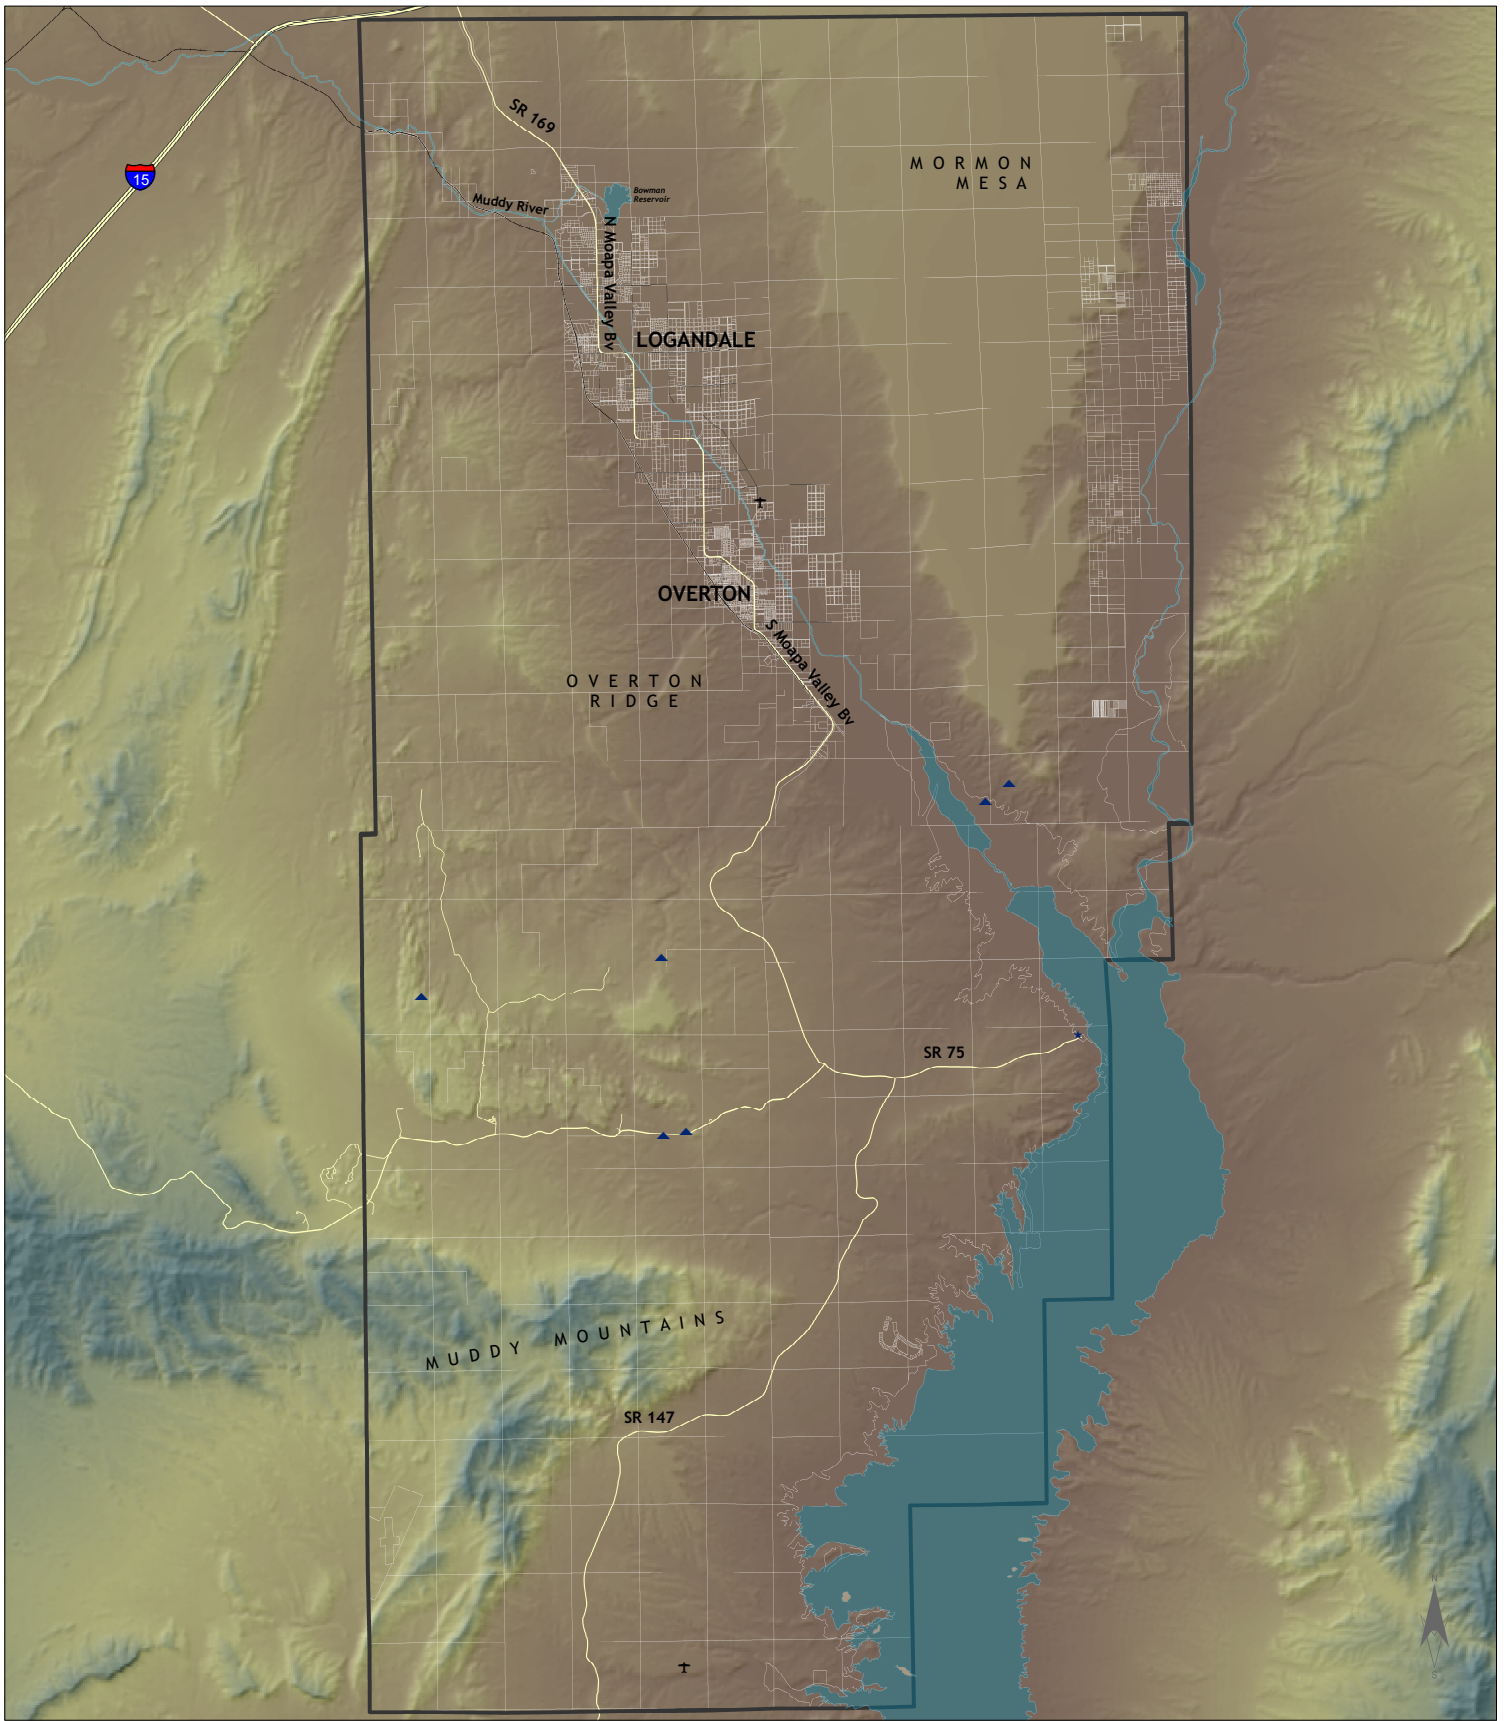 SR 169
15
MORMON
MESA
Bowman
Reservoir
Muddy River
N Moapa Valley Bv
LOGANDALE
OVERTON
S Moapa Valley Bv
OVERTON
RIDGE
SR 75
MUDDY MOUNTAINS
SR 147
N
S